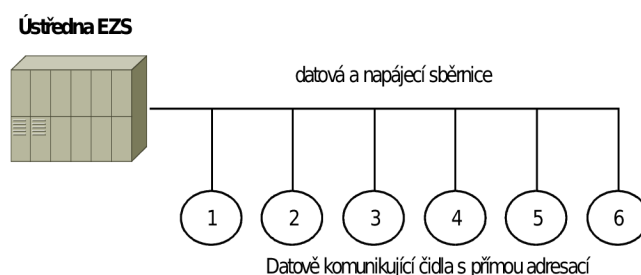 Ústředna EZS
datová a napájecí sběrnice
1 2 3 4 5 6
Datově komunikující čidla s přímou adresací